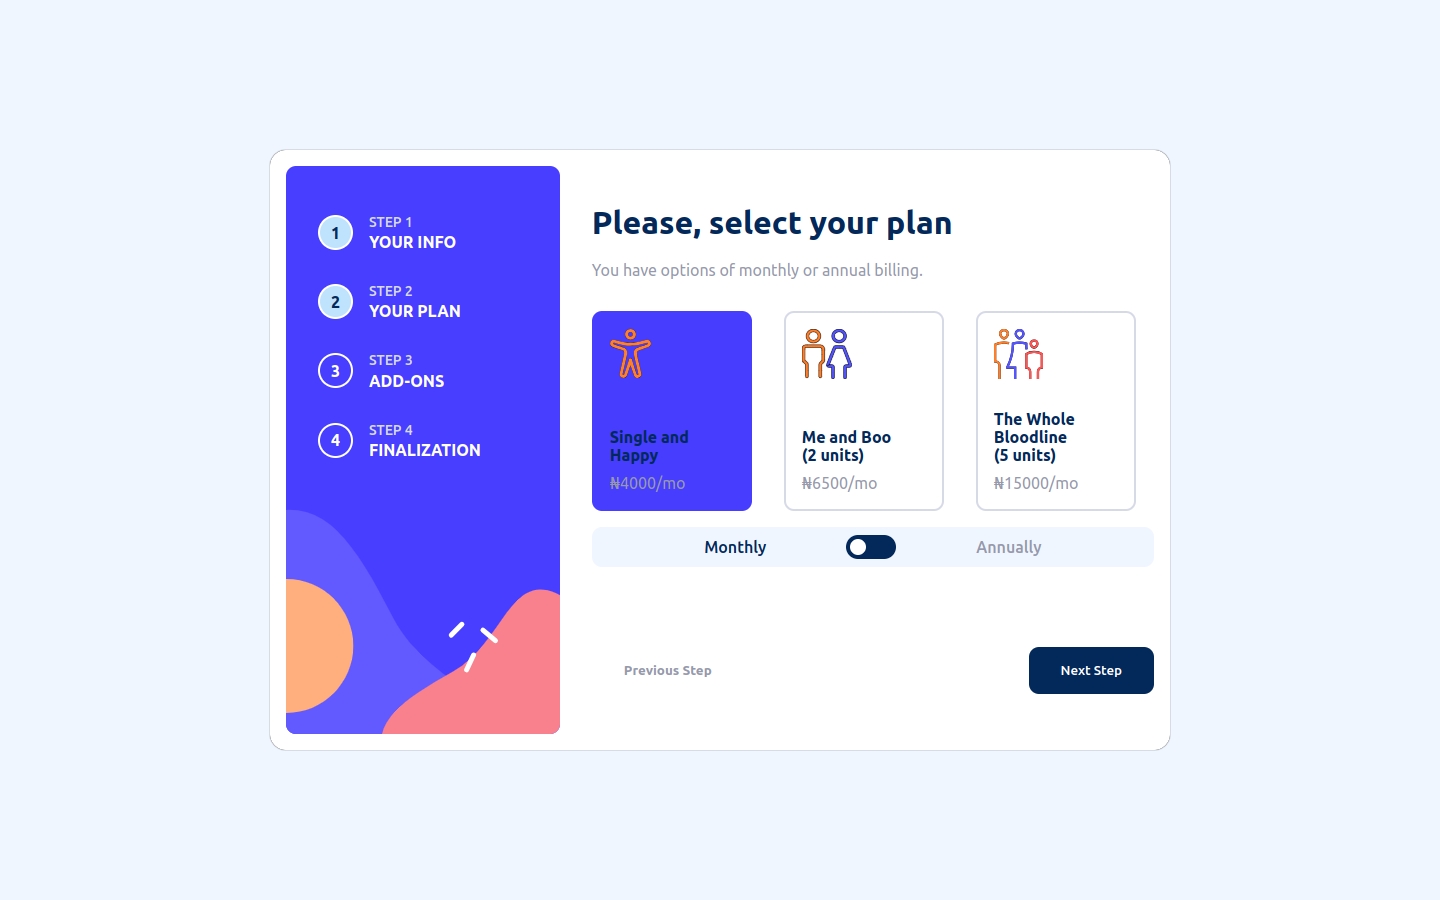 1
STEP 1
YOUR INFO
2
STEP 2
YOUR PLAN
3
STEP 3
ADD-ONS
4
STEP 4
FINALIZATION
Please, select your plan
You have options of monthly or annual billing.
Single and
Happy
₦4000/mo
Me and Boo
(2 units)
₦6500/mo
The Whole
Bloodline
(5 units)
₦15000/mo
Monthly
Annually
Previous Step
Next Step